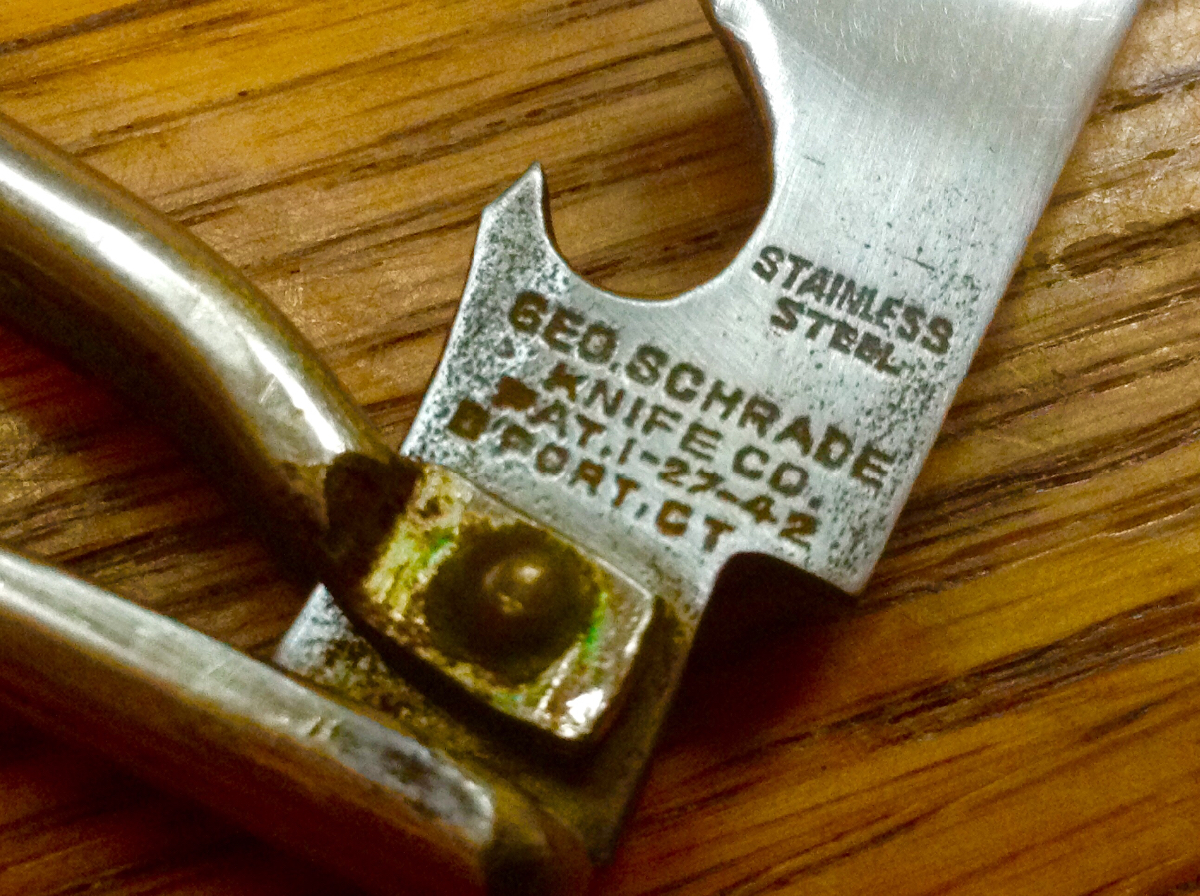 STAINLESS
STEEL
GEO. SCHRADE
KNIFE CO.
PAT. 1-27-42
B'PORT, CT